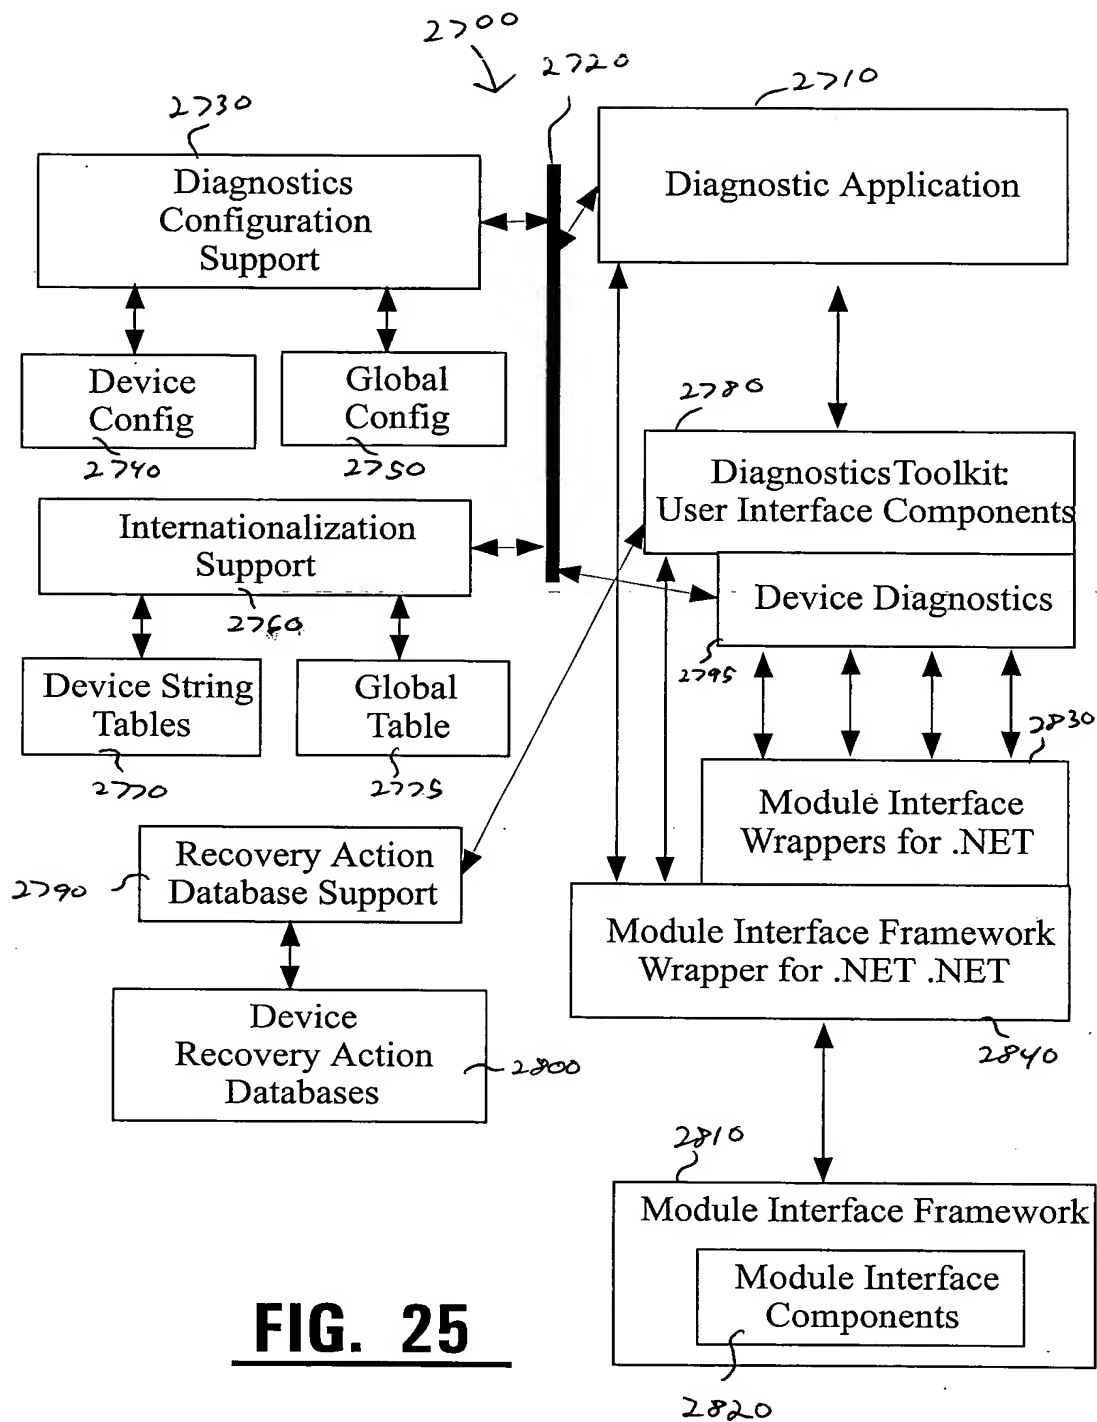 2700
2720
2710
2730
Diagnostics
Configuration
Support
Diagnostic Application
Device
Config
2740
Global
Config
2750
2780
DiagnosticsToolkit:
User Interface Components
Internationalization
Support
2760
Device Diagnostics
2795
Device String
Tables
2770
Global
Table
2775
2830
Module Interface
Wrappers for .NET
Recovery Action
Database Support
2790
Module Interface Framework
Wrapper for .NET .NET
2840
Device
Recovery Action
Databases
2800
2810
Module Interface Framework
Module Interface
Components
2820
FIG. 25